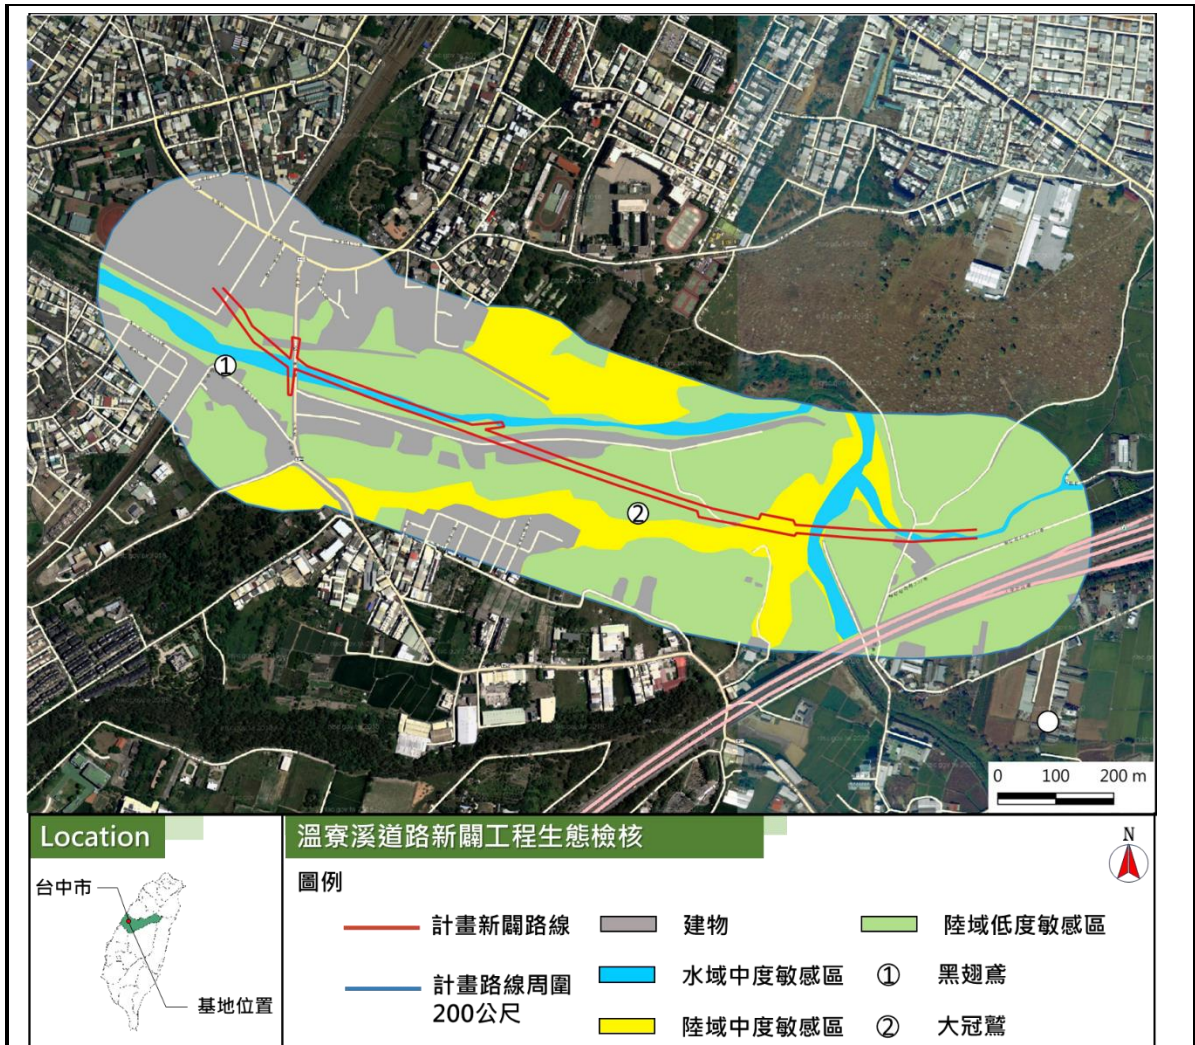 ①
②
0 100 200 m
Location
台中市
基地位置
溫寮溪道路新闢工程生態檢核
N
圖例
計畫新闢路線
建物
陸域低度敏感區
計畫路線周圍
200公尺
水域中度敏感區
① 黑翅鳶
陸域中度敏感區
② 大冠鷲